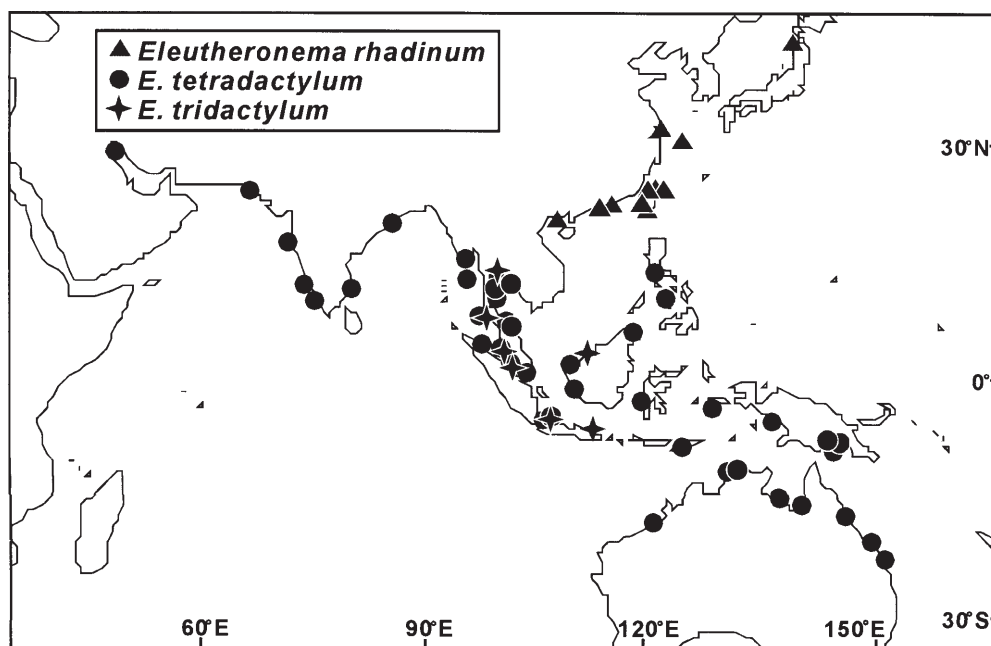 Eleutheronema rhadinum
E. tetradactylum
E. tridactylum
30°N
0°
30°S
60°E
90°E
120°E
150°E